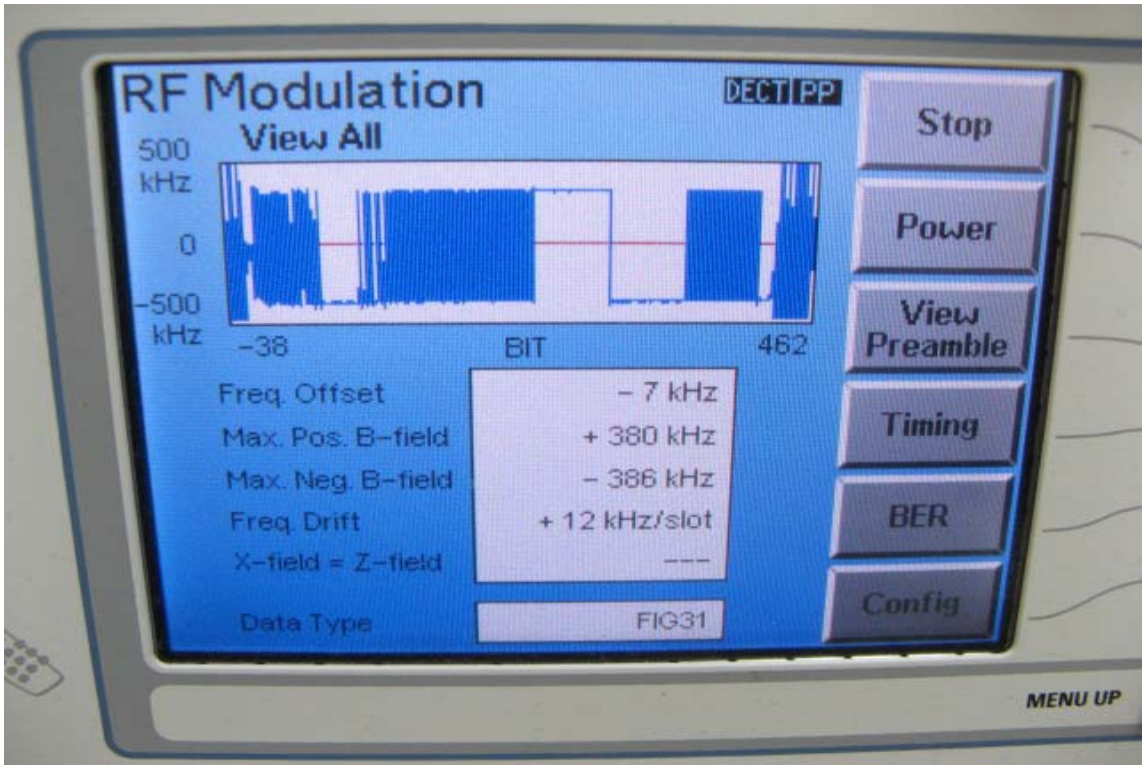 RF Modulation
DECT PP
View All
500
kHz
0
-500
kHz
-38 BIT 462
Freq. Offset - 7 kHz
Max. Pos. B-field + 380 kHz
Max. Neg. B-field - 386 kHz
Freq. Drift + 12 kHz/slot
X-field = Z-field ---
Data Type FIG31
Stop
Power
View
Preamble
Timing
BER
Config
MENU UP